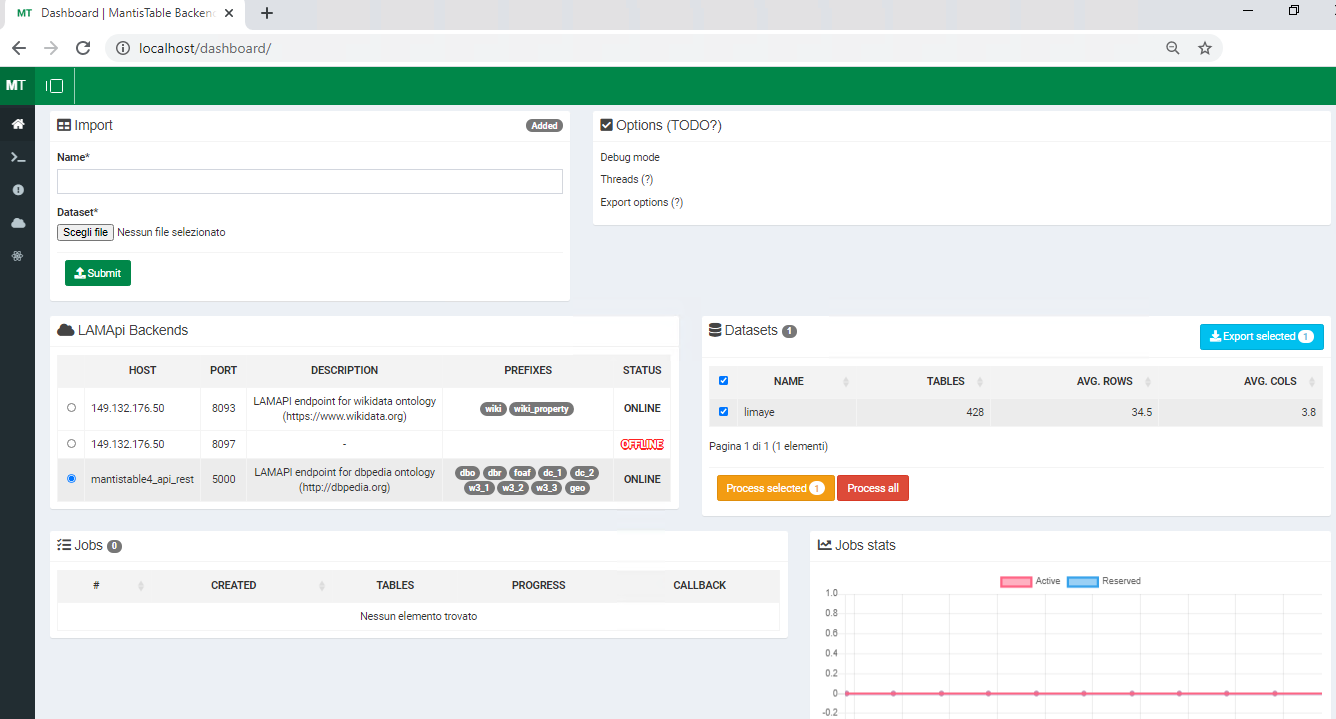 MT Dashboard | MantisTable Backend
localhost/dashboard/
MT
Import Added
Name*
Dataset*
Scegli file Nessun file selezionato
Submit
Options (TODO?)
Debug mode
Threads (?)
Export options (?)
LAMApi Backends
HOST PORT DESCRIPTION PREFIXES STATUS
149.132.176.50 8093 LAMAPI endpoint for wikidata ontology (https://www.wikidata.org) wiki wiki_property ONLINE
149.132.176.50 8097 - OFFLINE
mantistable4_api_rest 5000 LAMAPI endpoint for dbpedia ontology (http://dbpedia.org) dbo dbr foaf dc_1 dc_2 w3_1 w3_2 w3_3 geo ONLINE
Datasets 1
Export selected 1
NAME TABLES AVG. ROWS AVG. COLS
limaye 428 34.5 3.8
Pagina 1 di 1 (1 elementi)
Process selected 1 Process all
Jobs 0
# CREATED TABLES PROGRESS CALLBACK
Nessun elemento trovato
Jobs stats
Active Reserved
1.0
0.8
0.6
0.4
0.2
0
-0.2